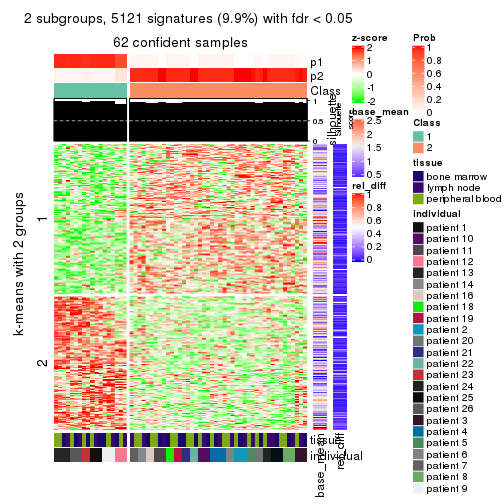 2 subgroups, 5121 signatures (9.9%) with fdr < 0.05
62 confident samples
p1
p2
Class
1
0.5
0
silhouette
k-means with 2 groups
1
2
tissue
individual
base_mean
rel_diff
z-score
2
1
0
-1
-2
base_mean
2.5
2
1.5
1
0.5
rel_diff
1
0.8
0.6
0.4
0.2
0
Prob
1
0.8
0.6
0.4
0.2
0
Class
1
2
tissue
bone marrow
lymph node
peripheral blood
individual
patient 1
patient 10
patient 11
patient 12
patient 13
patient 14
patient 16
patient 18
patient 19
patient 2
patient 20
patient 21
patient 22
patient 23
patient 24
patient 25
patient 26
patient 3
patient 4
patient 5
patient 6
patient 7
patient 8
patient 9